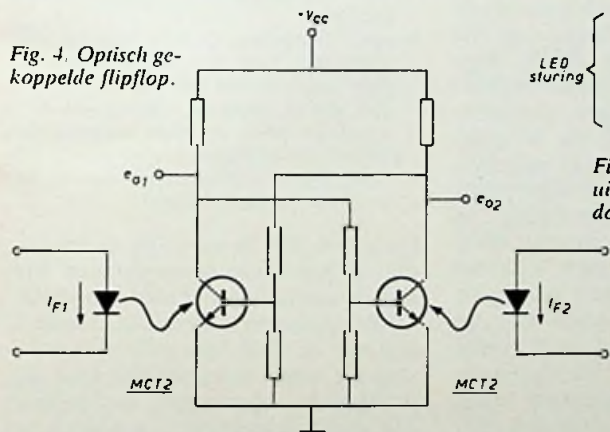 Fig. 4. Optisch ge-
koppelde flipflop.
-Vcc
LED
sturing
eo1
eo2
IF1
IF2
MCT2
MCT2
Fi
ui
do